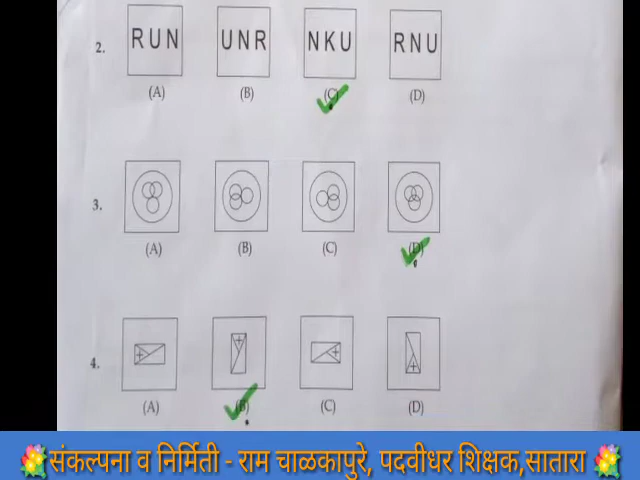 2.
RUN UNR NKU RNU
(A) (B) (C) (D)
3.
(A) (B) (C) (D)
4.
(A) (B) (C) (D)
संकल्पना व निर्मिती - राम चाळकापुरे, पदवीधर शिक्षक,सातारा